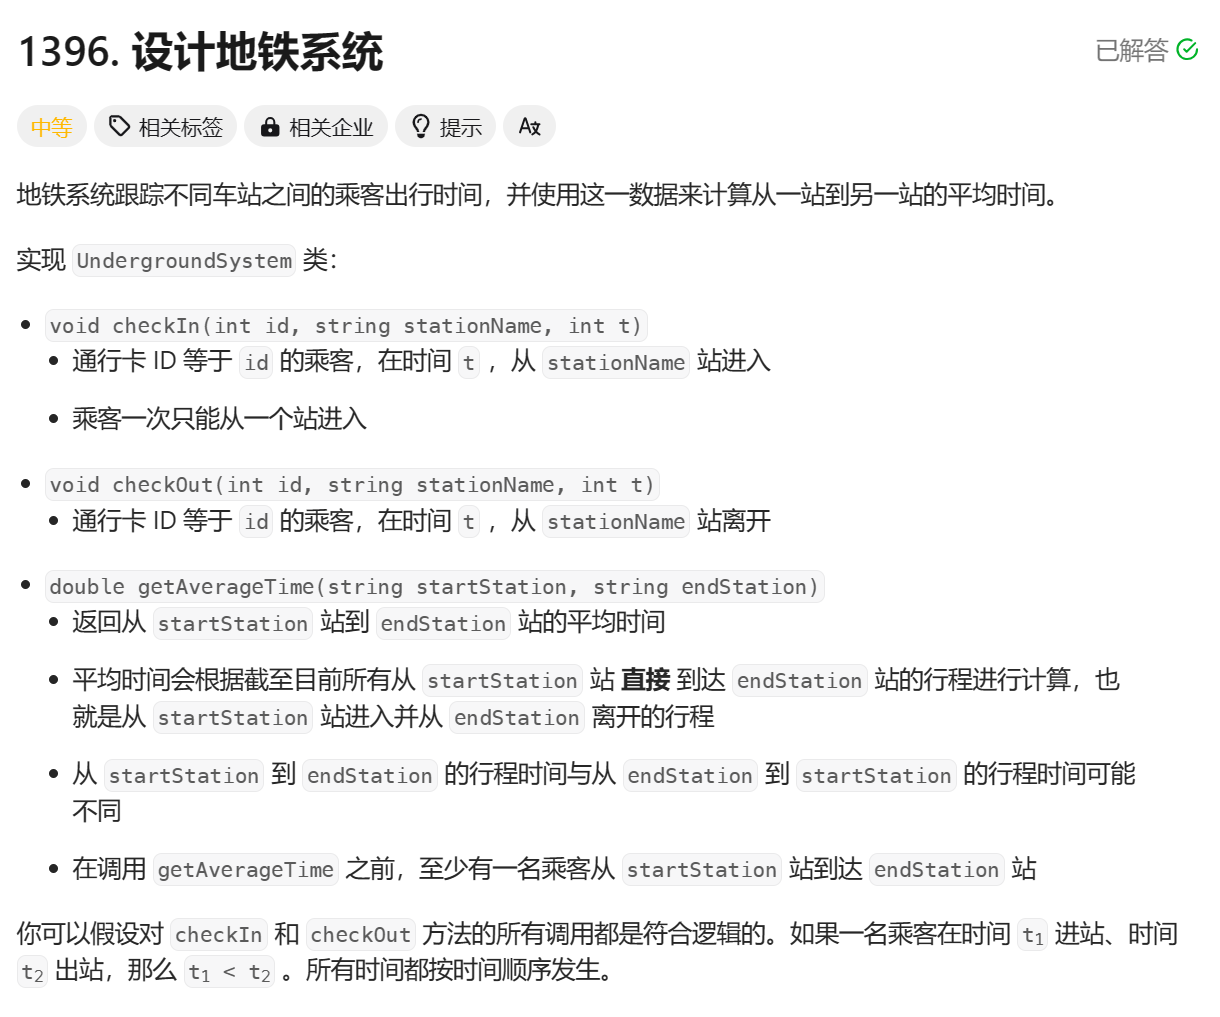 1396. 设计地铁系统
已解答
中等 相关标签 相关企业 提示
地铁系统跟踪不同车站之间的乘客出行时间，并使用这一数据来计算从一站到另一站的平均时间。
实现 UndergroundSystem 类：
void checkIn(int id, string stationName, int t)
通行卡 ID 等于 id 的乘客，在时间 t ，从 stationName 站进入
乘客一次只能从一个站进入
void checkOut(int id, string stationName, int t)
通行卡 ID 等于 id 的乘客，在时间 t ，从 stationName 站离开
double getAverageTime(string startStation, string endStation)
返回从 startStation 站到 endStation 站的平均时间
平均时间会根据截至目前所有从 startStation 站 直接 到达 endStation 站的行程进行计算，也
就是从 startStation 站进入并从 endStation 离开的行程
从 startStation 到 endStation 的行程时间与从 endStation 到 startStation 的行程时间可能
不同
在调用 getAverageTime 之前，至少有一名乘客从 startStation 站到达 endStation 站
你可以假设对 checkIn 和 checkOut 方法的所有调用都是符合逻辑的。如果一名乘客在时间 t₁ 进站、时间
t₂ 出站，那么 t₁ < t₂ 。所有时间都按时间顺序发生。